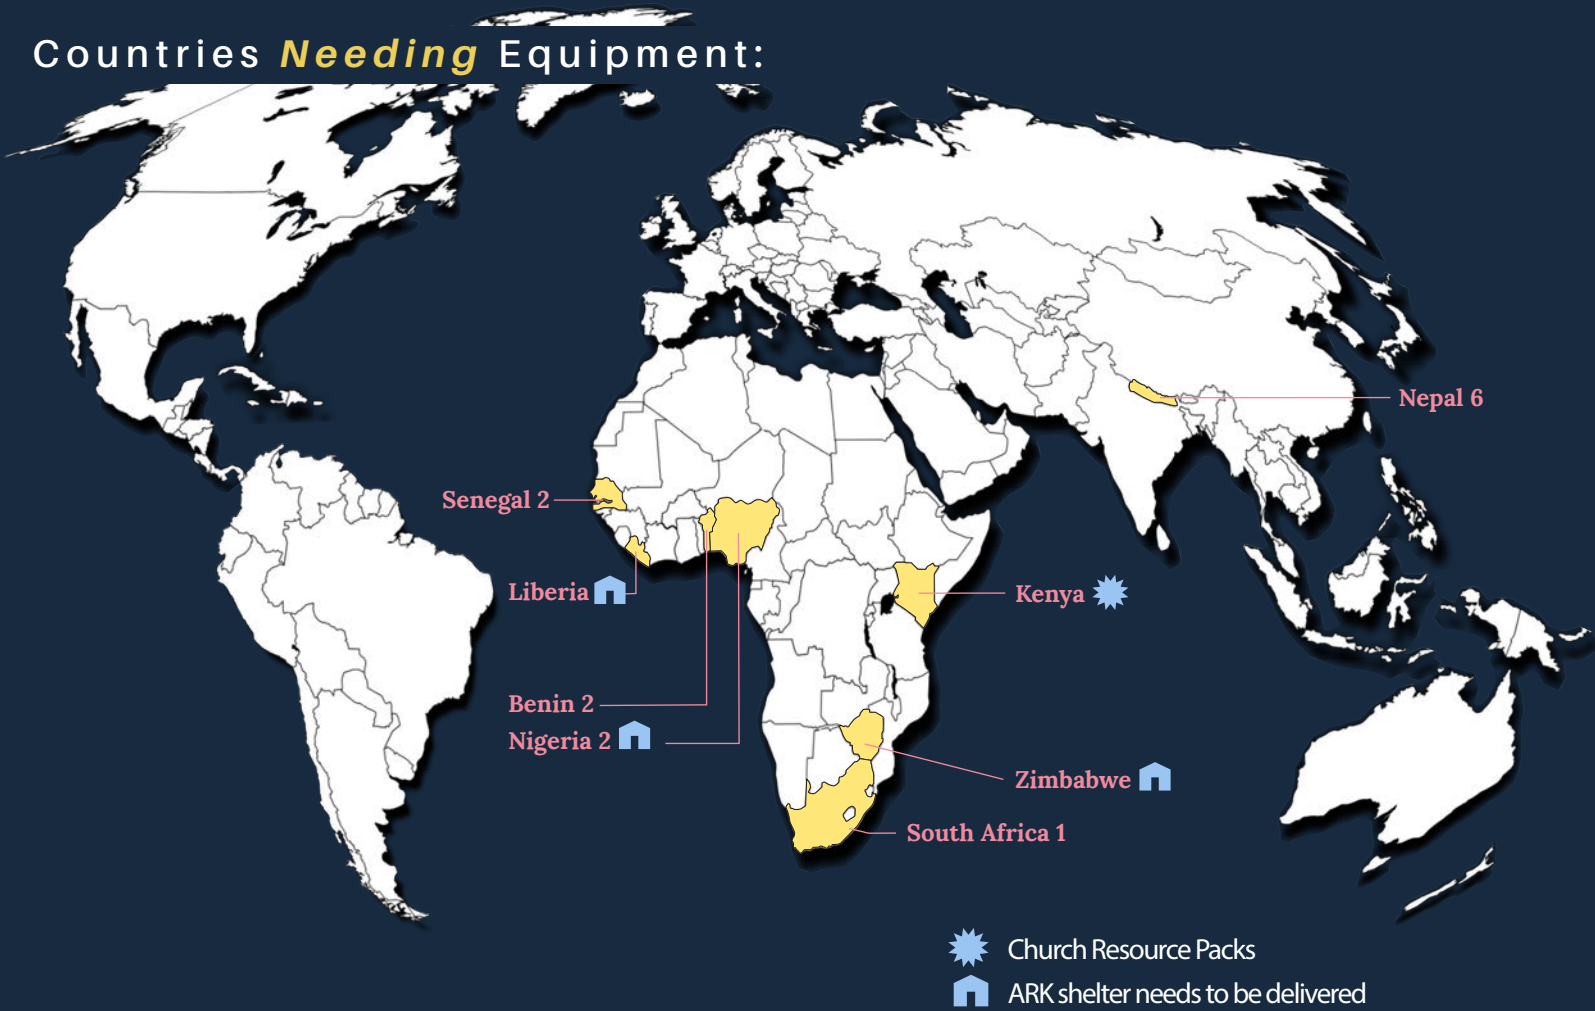 Countries Needing Equipment:
Nepal 6
Senegal 2
Liberia
Kenya
Benin 2
Nigeria 2
Zimbabwe
South Africa 1
Church Resource Packs
ARK shelter needs to be delivered